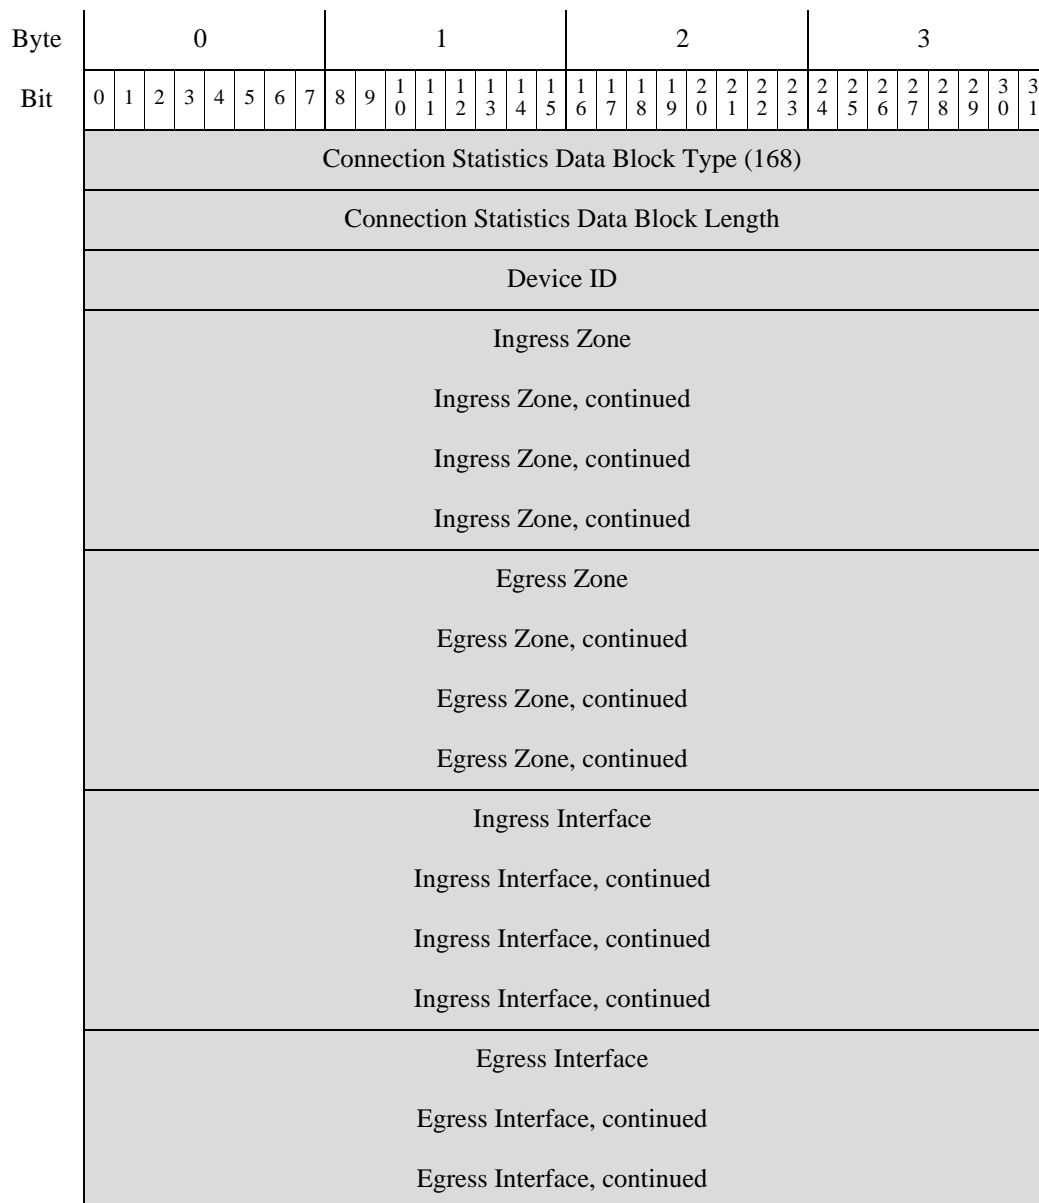 Byte 0 1 2 3
Bit 0 1 2 3 4 5 6 7 8 9 10 11 12 13 14 15 16 17 18 19 20 21 22 23 24 25 26 27 28 29 30 31
Connection Statistics Data Block Type (168)
Connection Statistics Data Block Length
Device ID
Ingress Zone
Ingress Zone, continued
Ingress Zone, continued
Ingress Zone, continued
Egress Zone
Egress Zone, continued
Egress Zone, continued
Egress Zone, continued
Ingress Interface
Ingress Interface, continued
Ingress Interface, continued
Ingress Interface, continued
Egress Interface
Egress Interface, continued
Egress Interface, continued